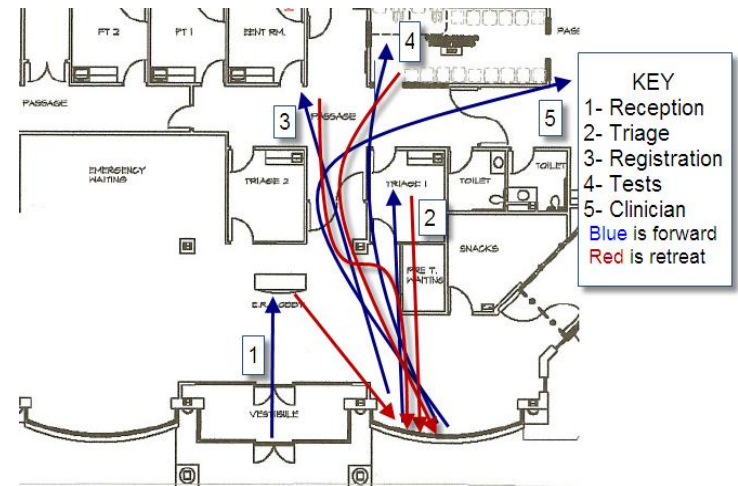 PT 2
PT 1
4
PASSAGE
3
PASSAGE
5
KEY
1- Reception
2- Triage
3- Registration
4- Tests
5- Clinician
Blue is forward
Red is retreat
EMERGENCY
WAITING
TRIAGE 2
TRIAGE 1
TOILET
TOILET
2
SNACKS
PRE T.
WAITING
1
VESTIBULE